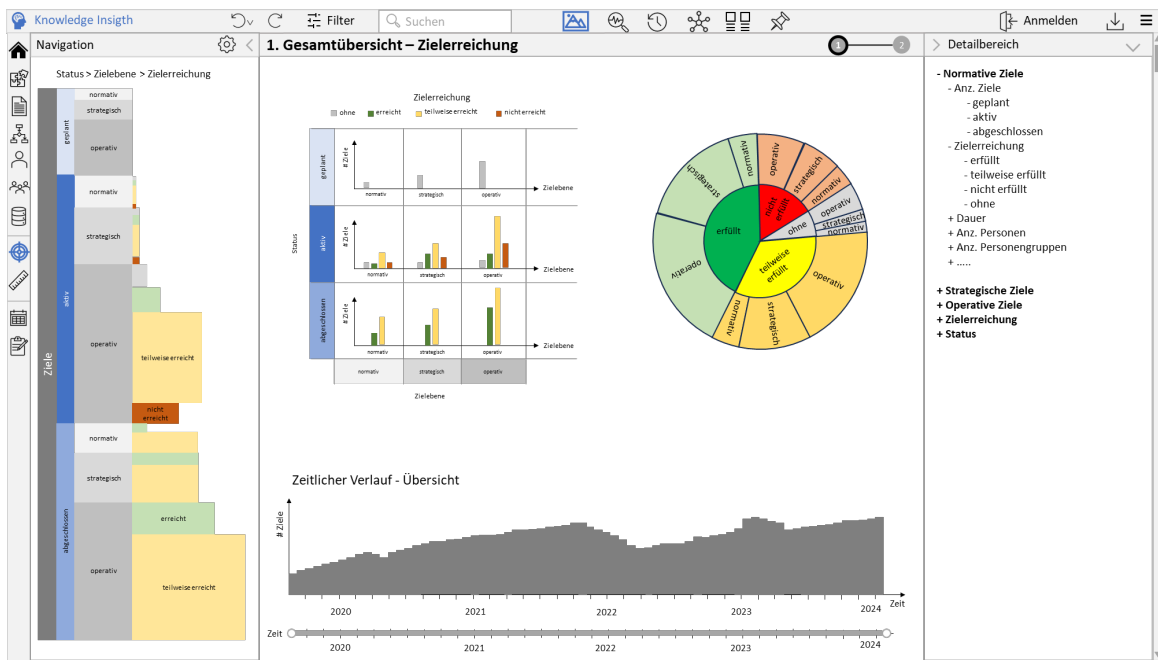 Knowledge Insigth
Filter
Suchen
Anmelden
Navigation
1. Gesamtübersicht – Zielerreichung
1
2
Detailbereich
Status > Zielebene > Zielerreichung
Ziele
geplant
normativ
strategisch
operativ
aktiv
normativ
strategisch
operativ
teilweise erreicht
nicht
erreicht
abgeschlossen
normativ
strategisch
operativ
erreicht
teilweise erreicht
Zielerreichung
ohne
erreicht
teilweise erreicht
nicht erreicht
Status
geplant
# Ziele
normativ
strategisch
operativ
Zielebene
aktiv
# Ziele
normativ
strategisch
operativ
Zielebene
abgeschlossen
# Ziele
normativ
strategisch
operativ
Zielebene
normativ
strategisch
operativ
Zielebene
nicht
erfüllt
operativ
strategisch
normativ
ohne
operativ
strategisch
normativ
teilweise
erfüllt
operativ
strategisch
normativ
erfüllt
operativ
strategisch
normativ
Zeitlicher Verlauf - Übersicht
# Ziele
2020
2021
2022
2023
2024
Zeit
Zeit
2020
2021
2022
2023
2024
- Normative Ziele
- Anz. Ziele
- geplant
- aktiv
- abgeschlossen
- Zielerreichung
- erfüllt
- teilweise erfüllt
- nicht erfüllt
- ohne
+ Dauer
+ Anz. Personen
+ Anz. Personengruppen
+ .....
+ Strategische Ziele
+ Operative Ziele
+ Zielerreichung
+ Status